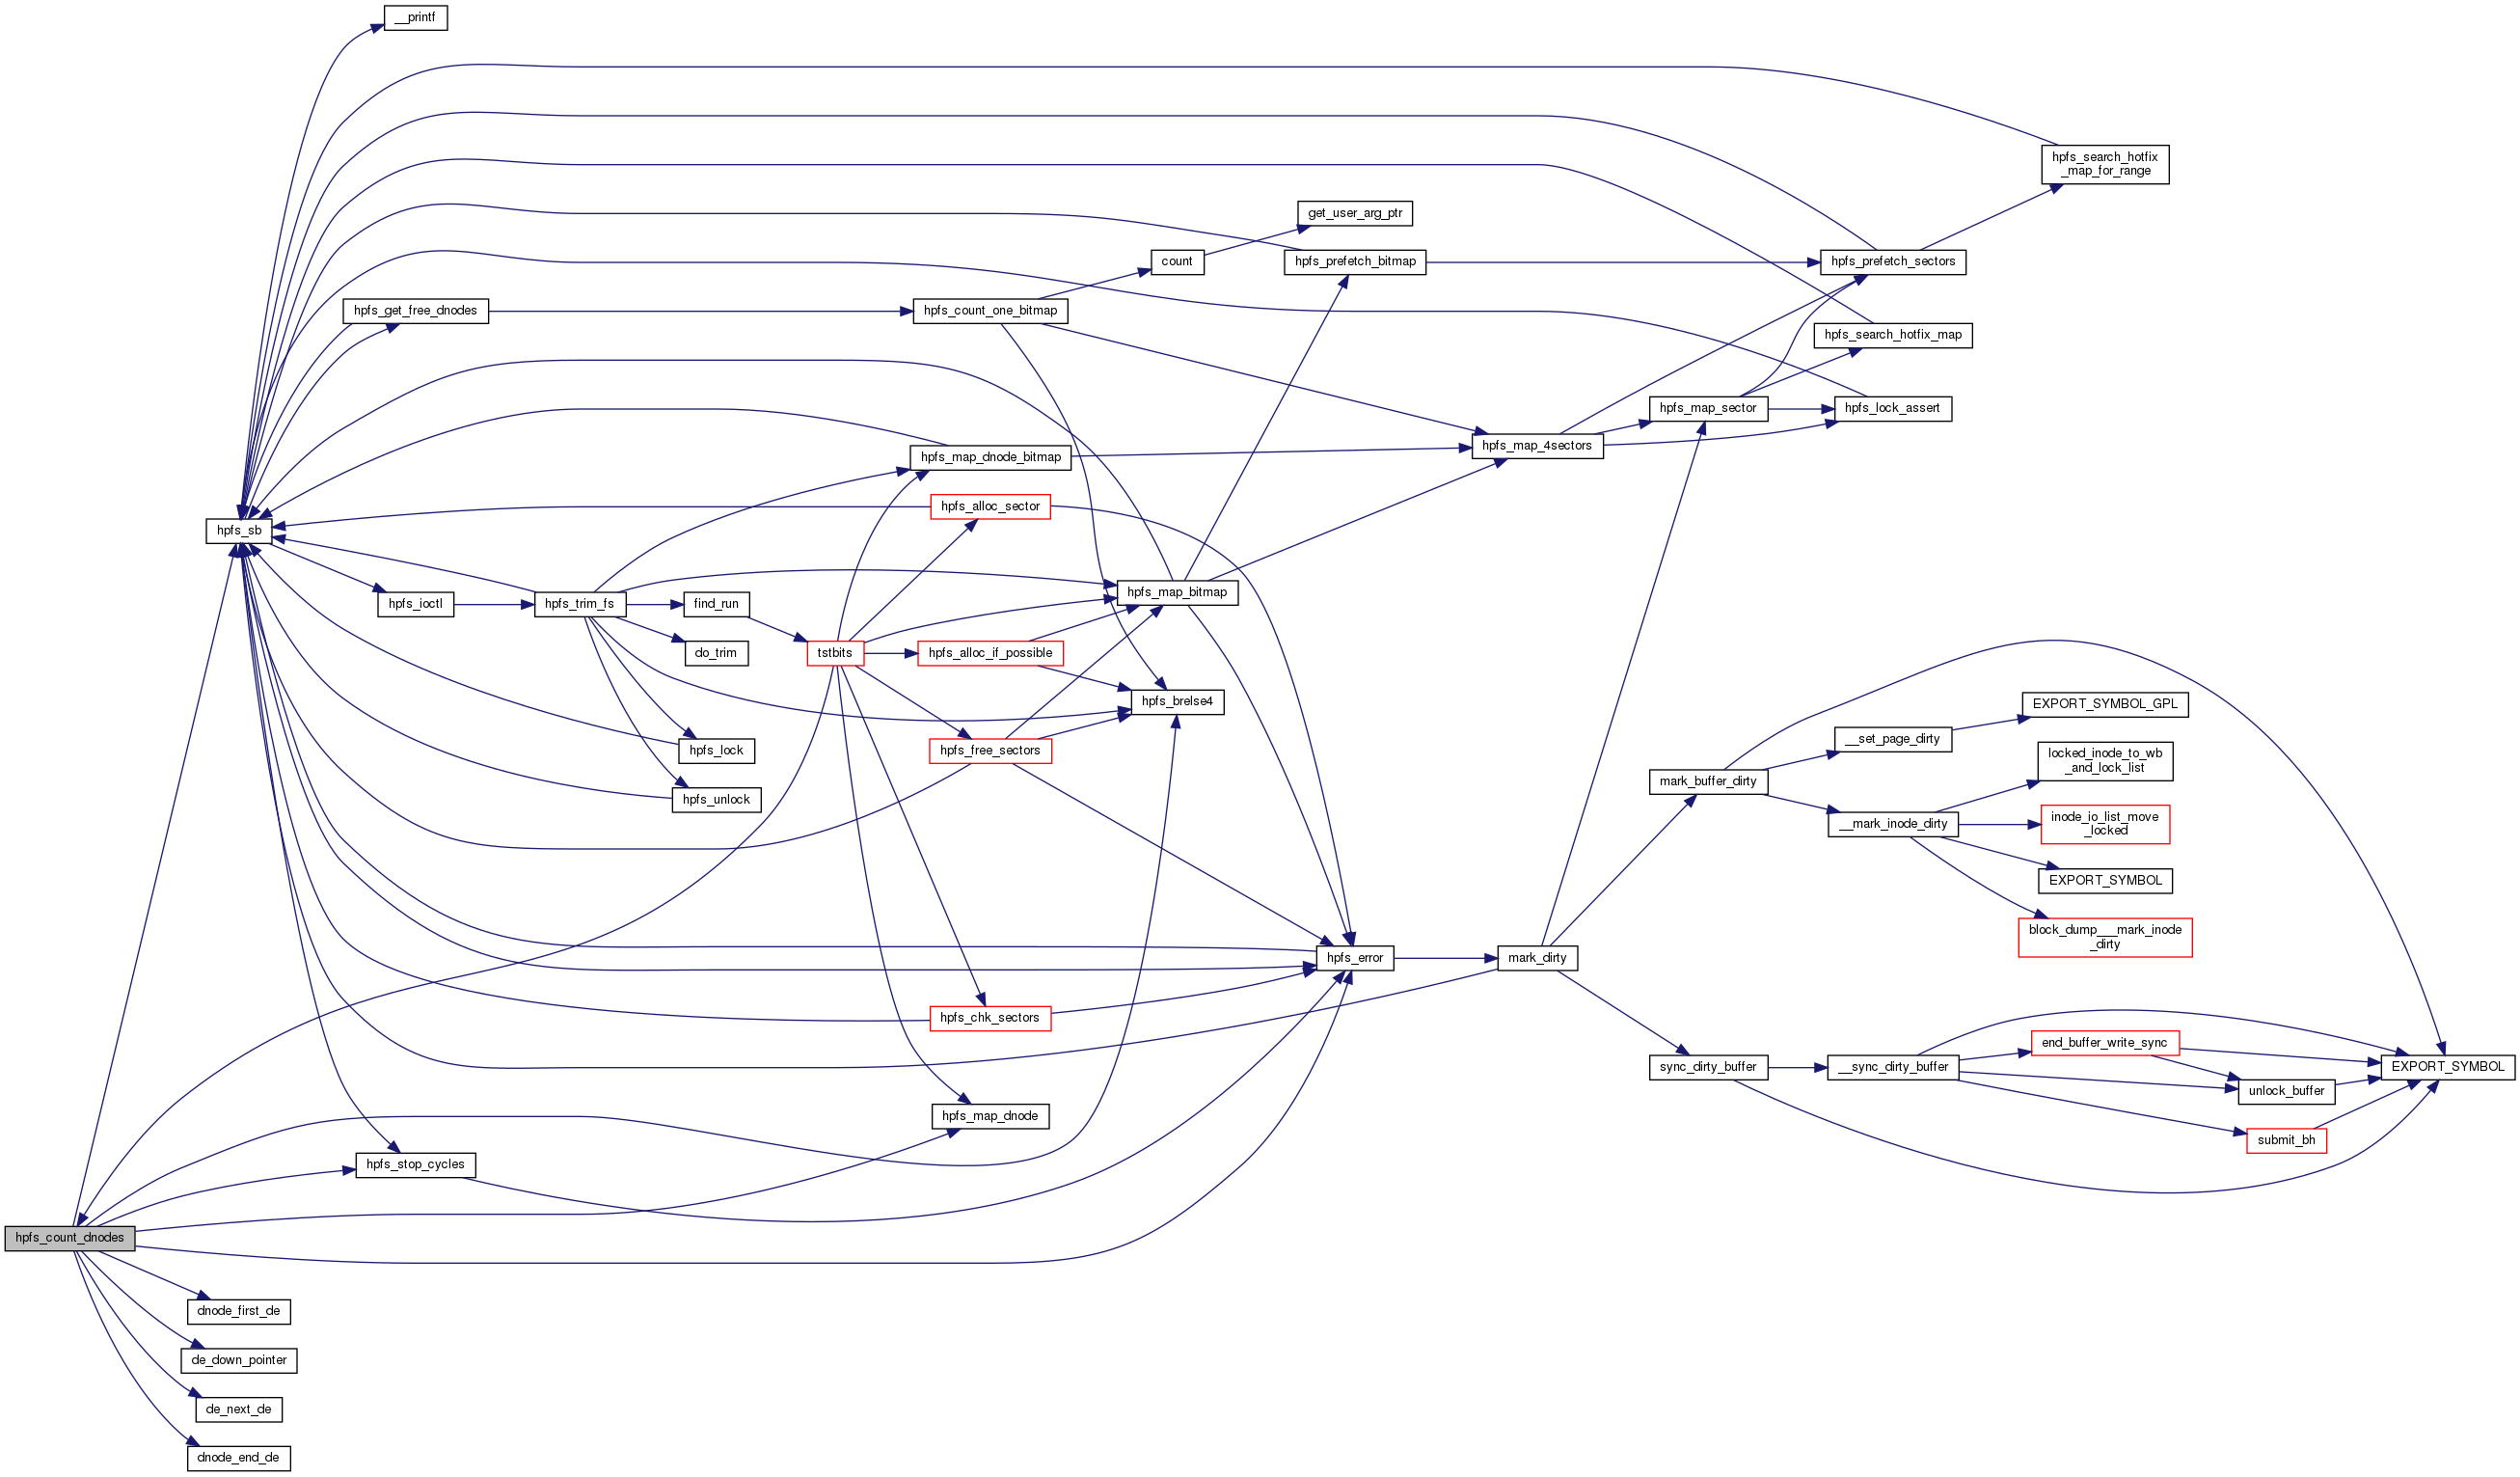 __printf
hpfs_search_hotfix
_map_for_range
get_user_arg_ptr
count
hpfs_prefetch_bitmap
hpfs_prefetch_sectors
hpfs_get_free_dnodes
hpfs_count_one_bitmap
hpfs_search_hotfix_map
hpfs_map_sector
hpfs_lock_assert
hpfs_map_dnode_bitmap
hpfs_map_4sectors
hpfs_alloc_sector
hpfs_sb
hpfs_ioctl
hpfs_trim_fs
find_run
hpfs_map_bitmap
do_trim
tstbits
hpfs_alloc_if_possible
hpfs_brelse4
EXPORT_SYMBOL_GPL
hpfs_lock
hpfs_free_sectors
__set_page_dirty
locked_inode_to_wb
_and_lock_list
mark_buffer_dirty
hpfs_unlock
__mark_inode_dirty
inode_io_list_move
_locked
EXPORT_SYMBOL
block_dump___mark_inode
_dirty
hpfs_error
mark_dirty
hpfs_chk_sectors
end_buffer_write_sync
sync_dirty_buffer
__sync_dirty_buffer
EXPORT_SYMBOL
unlock_buffer
hpfs_map_dnode
submit_bh
hpfs_stop_cycles
hpfs_count_dnodes
dnode_first_de
de_down_pointer
de_next_de
dnode_end_de